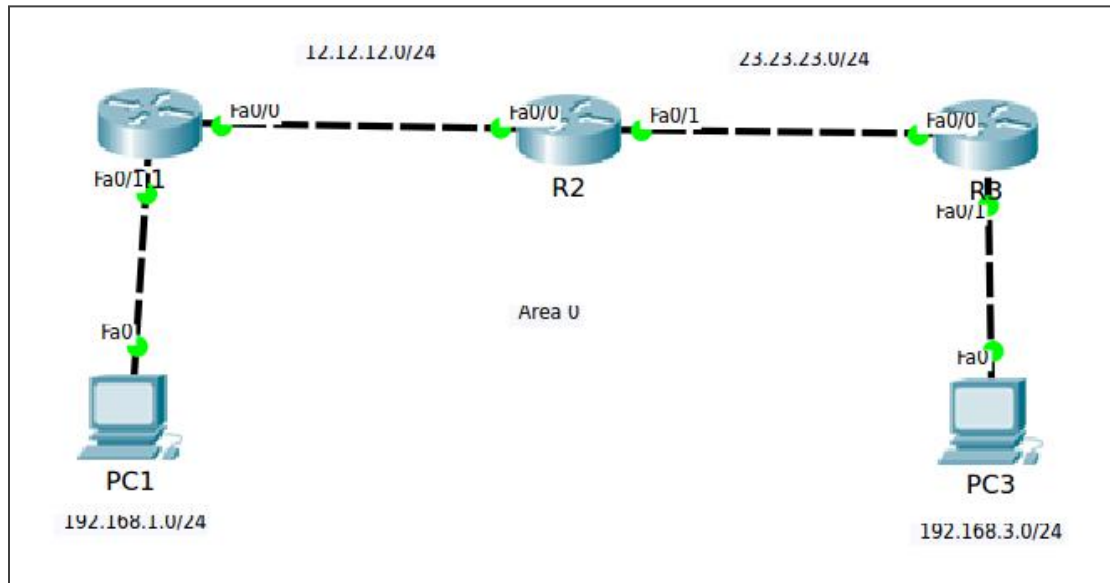 12.12.12.0/24
23.23.23.0/24
Fa0/0
Fa0/0
Fa0/1
Fa0/0
Fa0/1
R2
R3
Fa0/1
Area 0
Fa0
Fa0
PC1
PC3
192.168.1.0/24
192.168.3.0/24